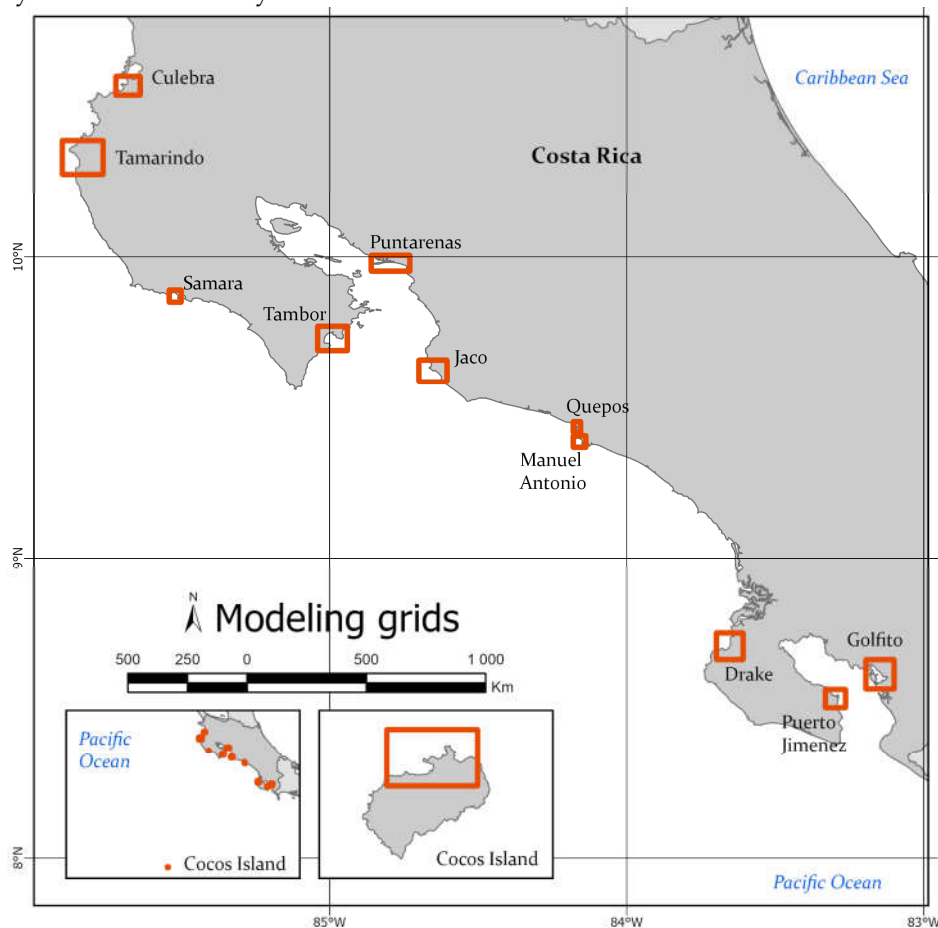 Culebra
Caribbean Sea
Tamarindo
Costa Rica
Puntarenas
10°N
Samara
Tambor
Jaco
Quepos
Manuel
Antonio
9°N
N
Modeling grids
500 250 0 500 1 000
Km
Golfito
Drake
Puerto
Jimenez
Pacific
Ocean
Cocos Island
Cocos Island
8°N
Pacific Ocean
85°W 84°W 83°W